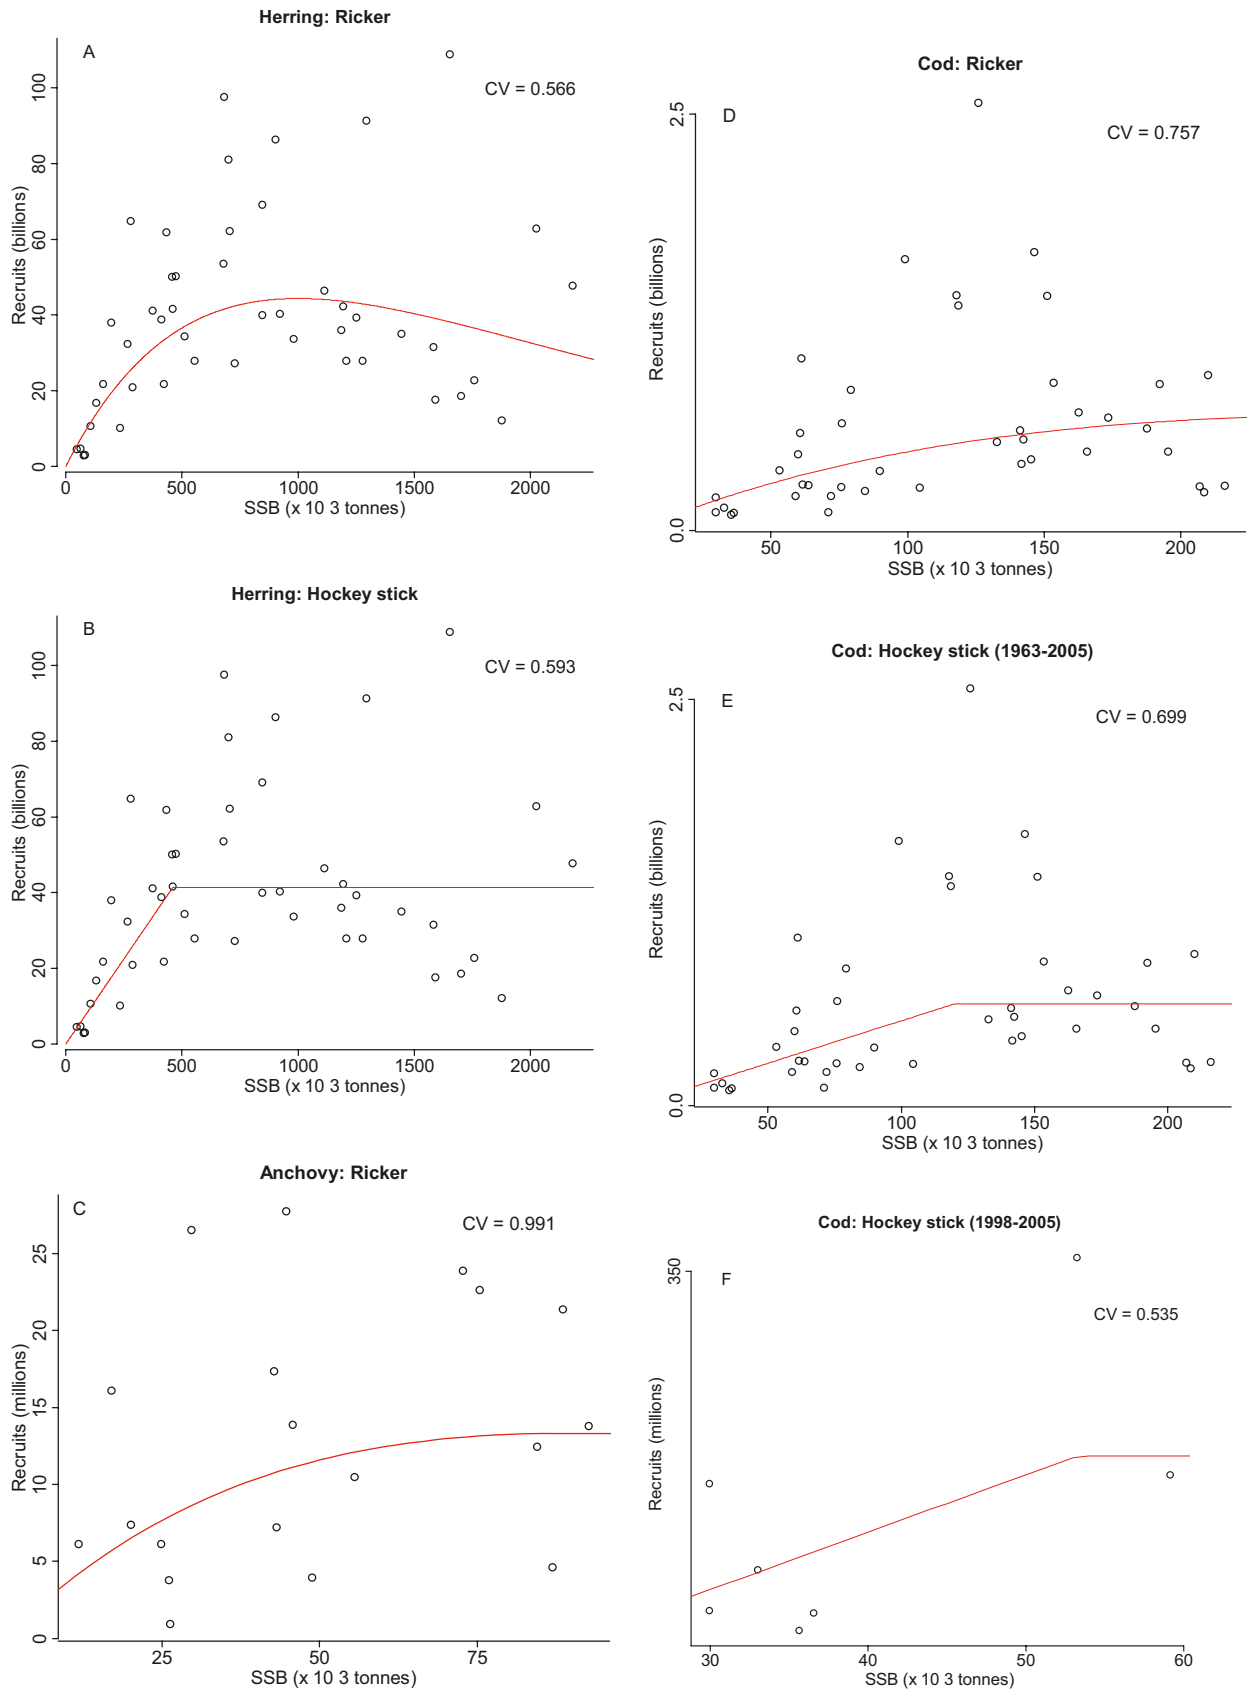 Herring: Ricker
A
CV = 0.566
Recruits (billions)
0 20 40 60 80 100
0 500 1000 1500 2000
SSB (x 10 3 tonnes)
Cod: Ricker
D
CV = 0.757
Recruits (billions)
0.0 2.5
50 100 150 200
SSB (x 10 3 tonnes)
Herring: Hockey stick
B
CV = 0.593
Recruits (billions)
0 20 40 60 80 100
0 500 1000 1500 2000
SSB (x 10 3 tonnes)
Cod: Hockey stick (1963-2005)
E
CV = 0.699
Recruits (billions)
0.0 2.5
50 100 150 200
SSB (x 10 3 tonnes)
Anchovy: Ricker
C
CV = 0.991
Recruits (millions)
0 5 10 15 20 25
25 50 75
SSB (x 10 3 tonnes)
Cod: Hockey stick (1998-2005)
F
CV = 0.535
Recruits (millions)
350
30 40 50 60
SSB (x 10 3 tonnes)